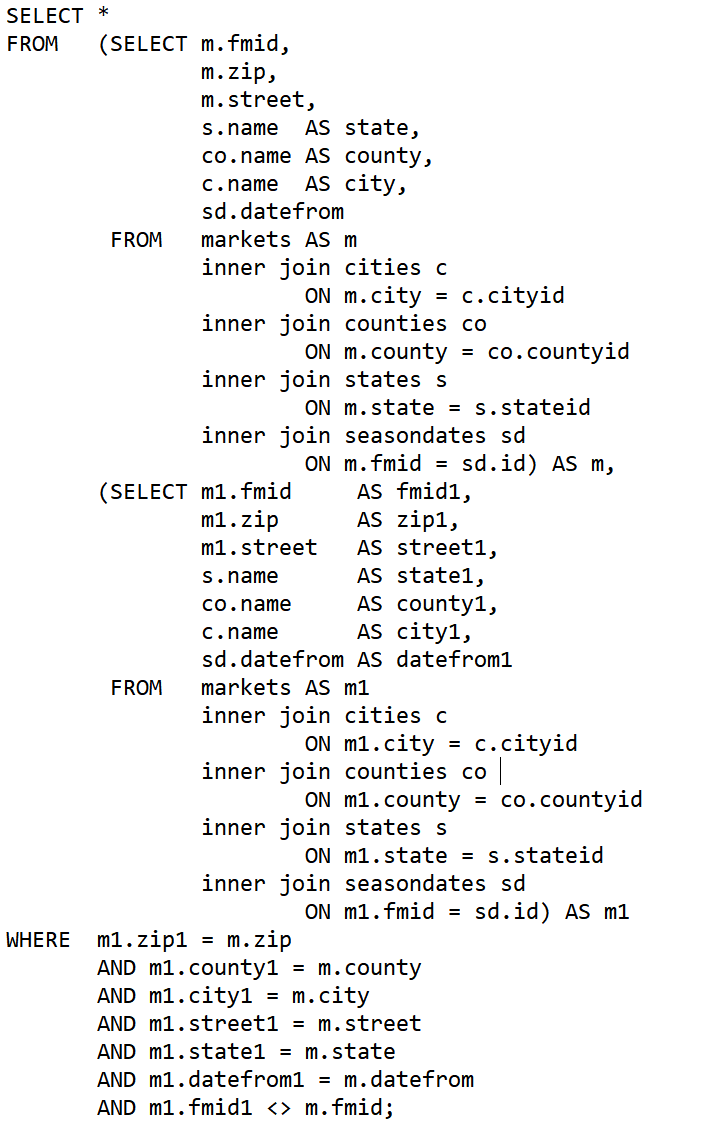 SELECT *
FROM   (SELECT m.fmid,
               m.zip,
               m.street,
               s.name  AS state,
               co.name AS county,
               c.name  AS city,
               sd.datefrom
        FROM   markets AS m
               inner join cities c
                       ON m.city = c.cityid
               inner join counties co
                       ON m.county = co.countyid
               inner join states s
                       ON m.state = s.stateid
               inner join seasondates sd
                       ON m.fmid = sd.id) AS m,
       (SELECT m1.fmid     AS fmid1,
               m1.zip      AS zip1,
               m1.street   AS street1,
               s.name      AS state1,
               co.name     AS county1,
               c.name      AS city1,
               sd.datefrom AS datefrom1
        FROM   markets AS m1
               inner join cities c
                       ON m1.city = c.cityid
               inner join counties co
                       ON m1.county = co.countyid
               inner join states s
                       ON m1.state = s.stateid
               inner join seasondates sd
                       ON m1.fmid = sd.id) AS m1
WHERE  m1.zip1 = m.zip
       AND m1.county1 = m.county
       AND m1.city1 = m.city
       AND m1.street1 = m.street
       AND m1.state1 = m.state
       AND m1.datefrom1 = m.datefrom
       AND m1.fmid1 <> m.fmid;